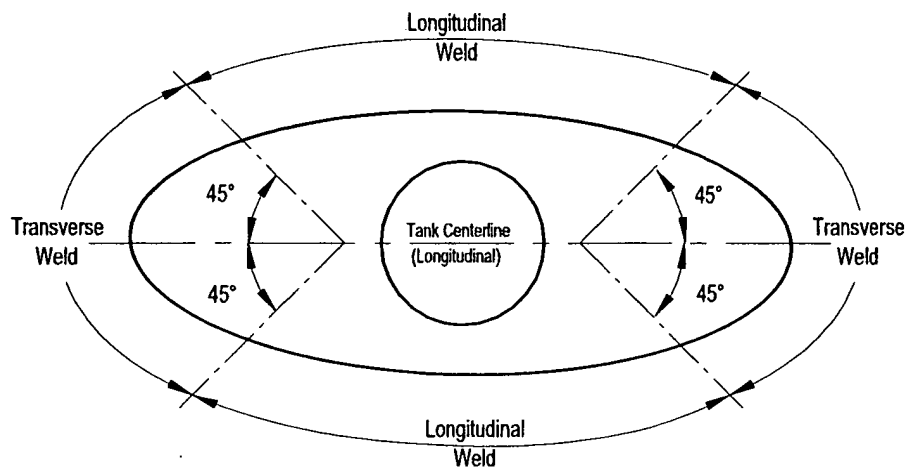 Longitudinal
Weld
45°
45°
Transverse
Weld
Tank Centerline
(Longitudinal)
Transverse
Weld
45°
45°
Longitudinal
Weld